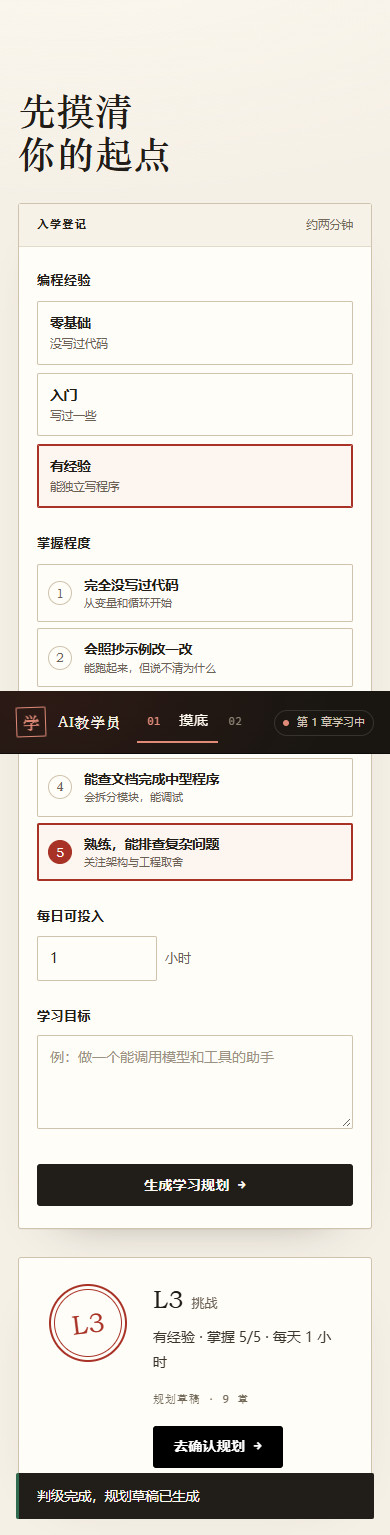 先摸清
你的起点
入学登记 约两分钟
编程经验
零基础
没写过代码
入门
写过一些
有经验
能独立写程序
掌握程度
1 完全没写过代码
从变量和循环开始
2 会照抄示例改一改
能跑起来，但说不清为什么
学 AI教学员 01 摸底 02 第 1 章学习中
4 能查文档完成中型程序
会拆分模块，能调试
5 熟练，能排查复杂问题
关注架构与工程取舍
每日可投入
1 小时
学习目标
例：做一个能调用模型和工具的助手
生成学习规划 →
L3 L3 挑战
有经验 · 掌握 5/5 · 每天 1 小
时
规划草稿 · 9 章
去确认规划 →
判级完成，规划草稿已生成